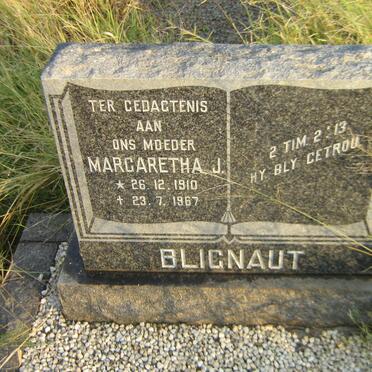 TER GEDACTENIS
AAN
ONS MOEDER
MARGARETHA J.
* 26. 12. 1910
+ 23. 7. 1967
2 TIM. 2:13
HY BLY GETROU
BLIGNAUT